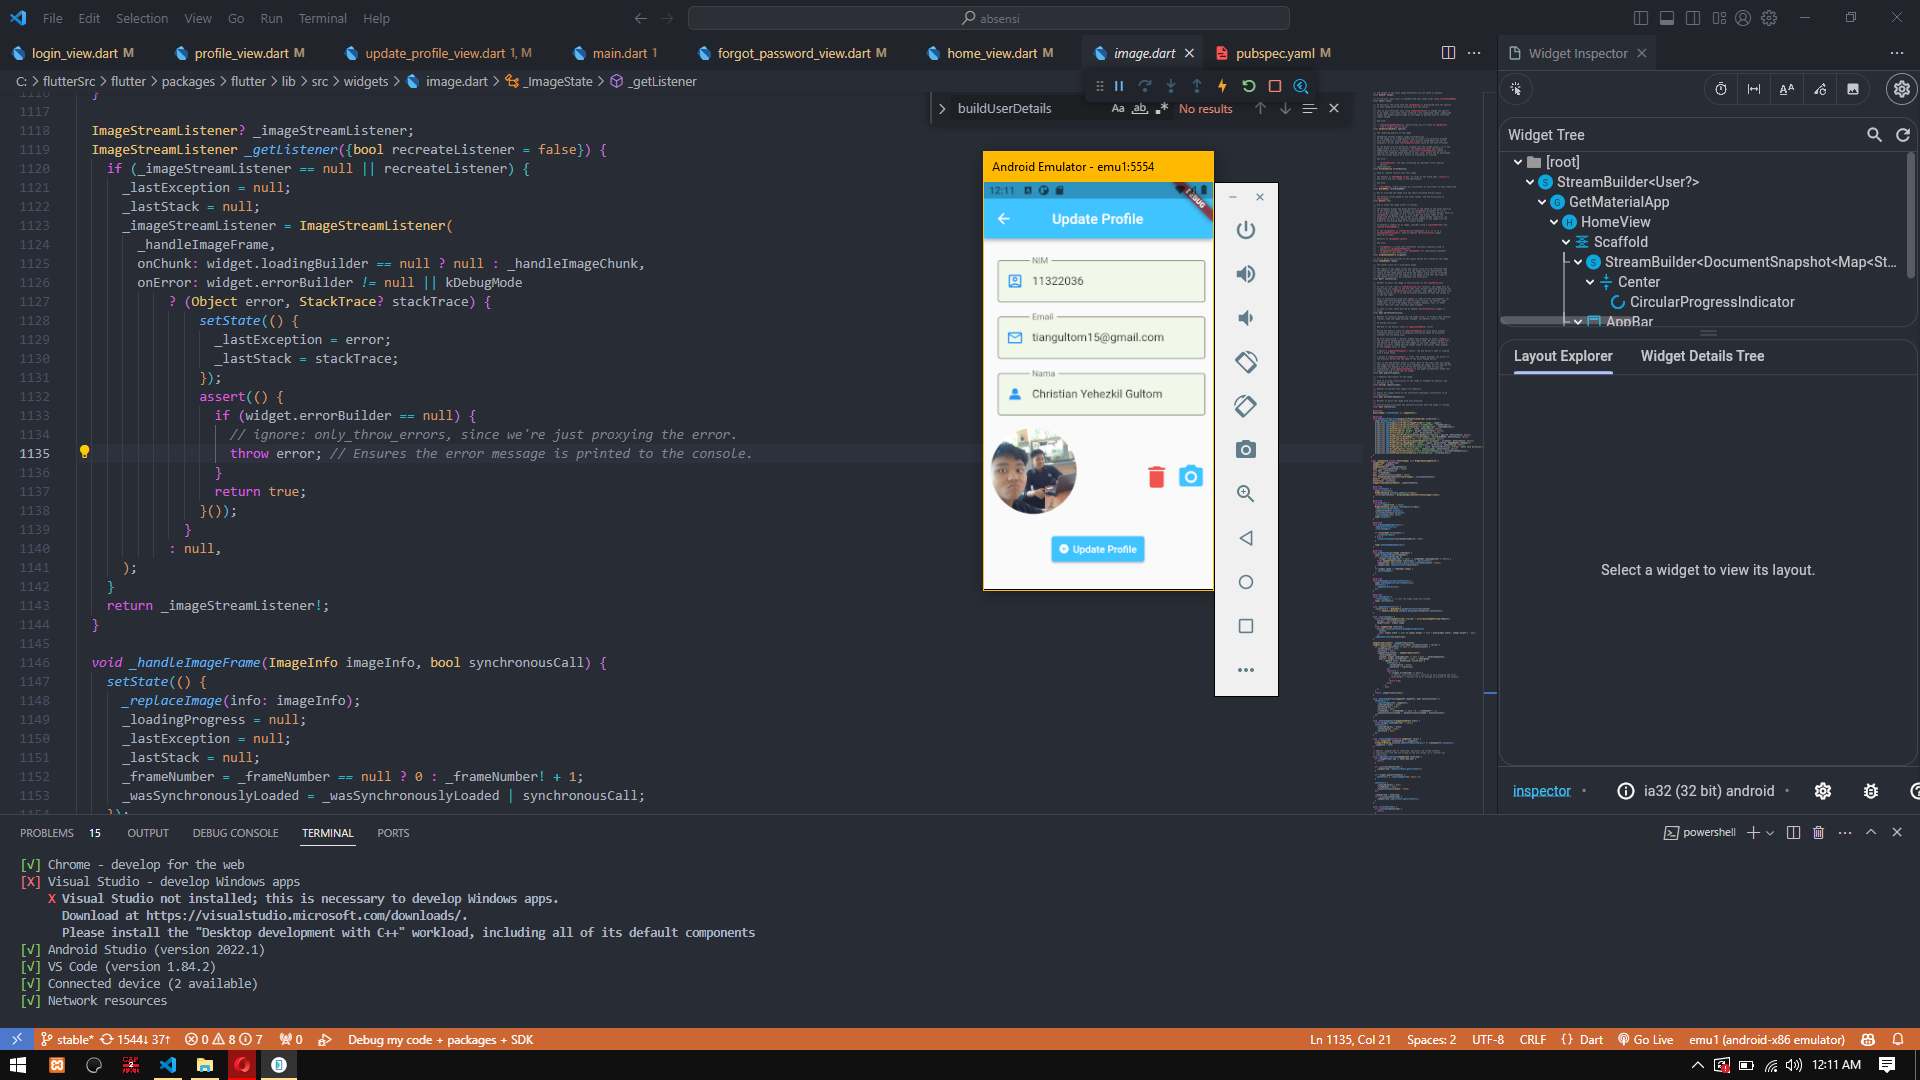 File Edit Selection View Go Run Terminal Help
absensi
login_view.dart M
profile_view.dart M
update_profile_view.dart 1, M
main.dart 1
forgot_password_view.dart M
home_view.dart M
image.dart
pubspec.yaml M
Widget Inspector
C: > flutterSrc > flutter > packages > flutter > lib > src > widgets > image.dart > _ImageState > _getListener
buildUserDetails
Aa ab No results
1116 }
1117
1118 ImageStreamListener? _imageStreamListener;
1119 ImageStreamListener _getListener({bool recreateListener = false}) {
1120 if (_imageStreamListener == null || recreateListener) {
1121 _lastException = null;
1122 _lastStack = null;
1123 _imageStreamListener = ImageStreamListener(
1124 _handleImageFrame,
1125 onChunk: widget.loadingBuilder == null ? null : _handleImageChunk,
1126 onError: widget.errorBuilder != null || kDebugMode
1127 ? (Object error, StackTrace? stackTrace) {
1128 setState(() {
1129 _lastException = error;
1130 _lastStack = stackTrace;
1131 });
1132 assert(() {
1133 if (widget.errorBuilder == null) {
1134 // ignore: only_throw_errors, since we're just proxying the error.
1135 throw error; // Ensures the error message is printed to the console.
1136 }
1137 return true;
1138 }());
1139 }
1140 : null,
1141 );
1142 }
1143 return _imageStreamListener!;
1144 }
1145
1146 void _handleImageFrame(ImageInfo imageInfo, bool synchronousCall) {
1147 setState(() {
1148 _replaceImage(info: imageInfo);
1149 _loadingProgress = null;
1150 _lastException = null;
1151 _lastStack = null;
1152 _frameNumber = _frameNumber == null ? 0 : _frameNumber! + 1;
1153 _wasSynchronouslyLoaded = _wasSynchronouslyLoaded | synchronousCall;
1154 });
Android Emulator - emu1:5554
12:11
DEBUG
Update Profile
NIM
11322036
Email
tiangultom15@gmail.com
Nama
Christian Yehezkil Gultom
Update Profile
Widget Tree
[root]
StreamBuilder<User?>
GetMaterialApp
HomeView
Scaffold
StreamBuilder<DocumentSnapshot<Map<St...
Center
CircularProgressIndicator
AppBar
Layout Explorer Widget Details Tree
Select a widget to view its layout.
inspector • ia32 (32 bit) android •
PROBLEMS 15 OUTPUT DEBUG CONSOLE TERMINAL PORTS
powershell
[√] Chrome - develop for the web
[X] Visual Studio - develop Windows apps
X Visual Studio not installed; this is necessary to develop Windows apps.
Download at https://visualstudio.microsoft.com/downloads/.
Please install the "Desktop development with C++" workload, including all of its default components
[√] Android Studio (version 2022.1)
[√] VS Code (version 1.84.2)
[√] Connected device (2 available)
[√] Network resources
stable* 1544↓ 37↑ 0 8 7 0 Debug my code + packages + SDK
Ln 1135, Col 21 Spaces: 2 UTF-8 CRLF {} Dart Go Live emu1 (android-x86 emulator)
12:11 AM